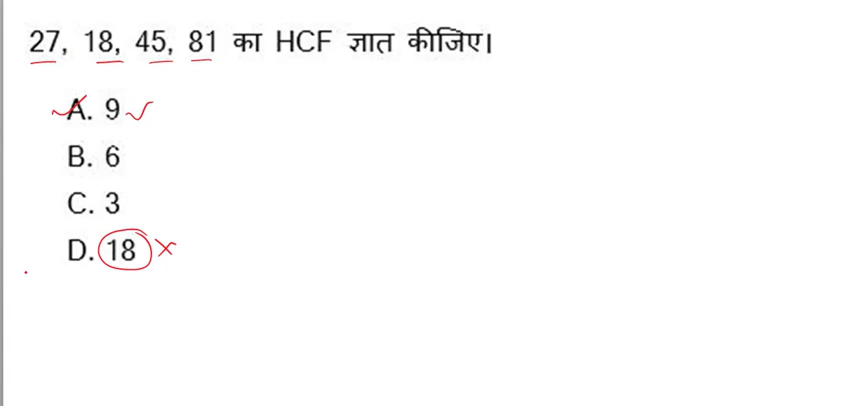 27, 18, 45, 81 का HCF ज्ञात कीजिए।
A. 9
B. 6
C. 3
D. 18